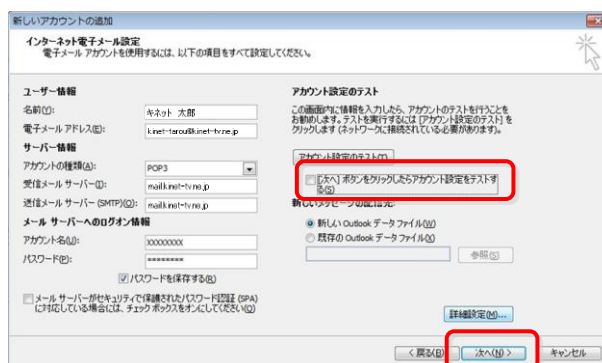 新しいアカウントの追加
インターネット電子メール設定
電子メール アカウントを使用するには、以下の項目をすべて設定してください。
ユーザー情報
名前(Y):
キネット 太郎
電子メール アドレス(E):
kinet-tarou@kinet-tv.ne.jp
サーバー情報
アカウントの種類(A):
POP3
受信メール サーバー(I):
mail.kinet-tv.ne.jp
送信メール サーバー (SMTP)(O):
mail.kinet-tv.ne.jp
メール サーバーへのログオン情報
アカウント名(U):
XXXXXXXX
パスワード(P):
********
パスワードを保存する(R)
メール サーバーがセキュリティで保護されたパスワード認証 (SPA)
に対応している場合には、チェック ボックスをオンにしてください(Q)
アカウント設定のテスト
この画面内に情報を入力したら、アカウントのテストを行うことを
お勧めします。テストを実行するには [アカウント設定のテスト] を
クリックします (ネットワークに接続されている必要があります)。
アカウント設定のテスト(T)...
[次へ] ボタンをクリックしたらアカウント設定をテストす
る(S)
新しいメッセージの配信先:
新しい Outlook データ ファイル(W)
既存の Outlook データ ファイル(X)
参照(S)
詳細設定(M)...
< 戻る(B)
次へ(N) >
キャンセル